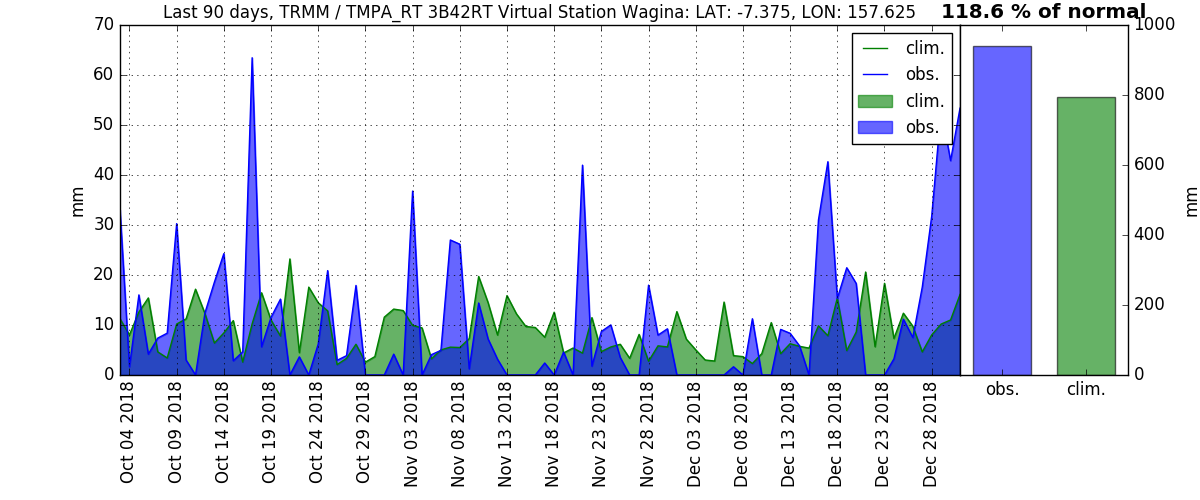 Last 90 days, TRMM / TMPA_RT 3B42RT Virtual Station Wagina: LAT: -7.375, LON: 157.625
118.6 % of normal
70
60
50
40
30
20
10
0
mm
clim.
obs.
clim.
obs.
1000
800
600
400
200
0
mm
obs.
clim.
Oct 04 2018
Oct 09 2018
Oct 14 2018
Oct 19 2018
Oct 24 2018
Oct 29 2018
Nov 03 2018
Nov 08 2018
Nov 13 2018
Nov 18 2018
Nov 23 2018
Nov 28 2018
Dec 03 2018
Dec 08 2018
Dec 13 2018
Dec 18 2018
Dec 23 2018
Dec 28 2018